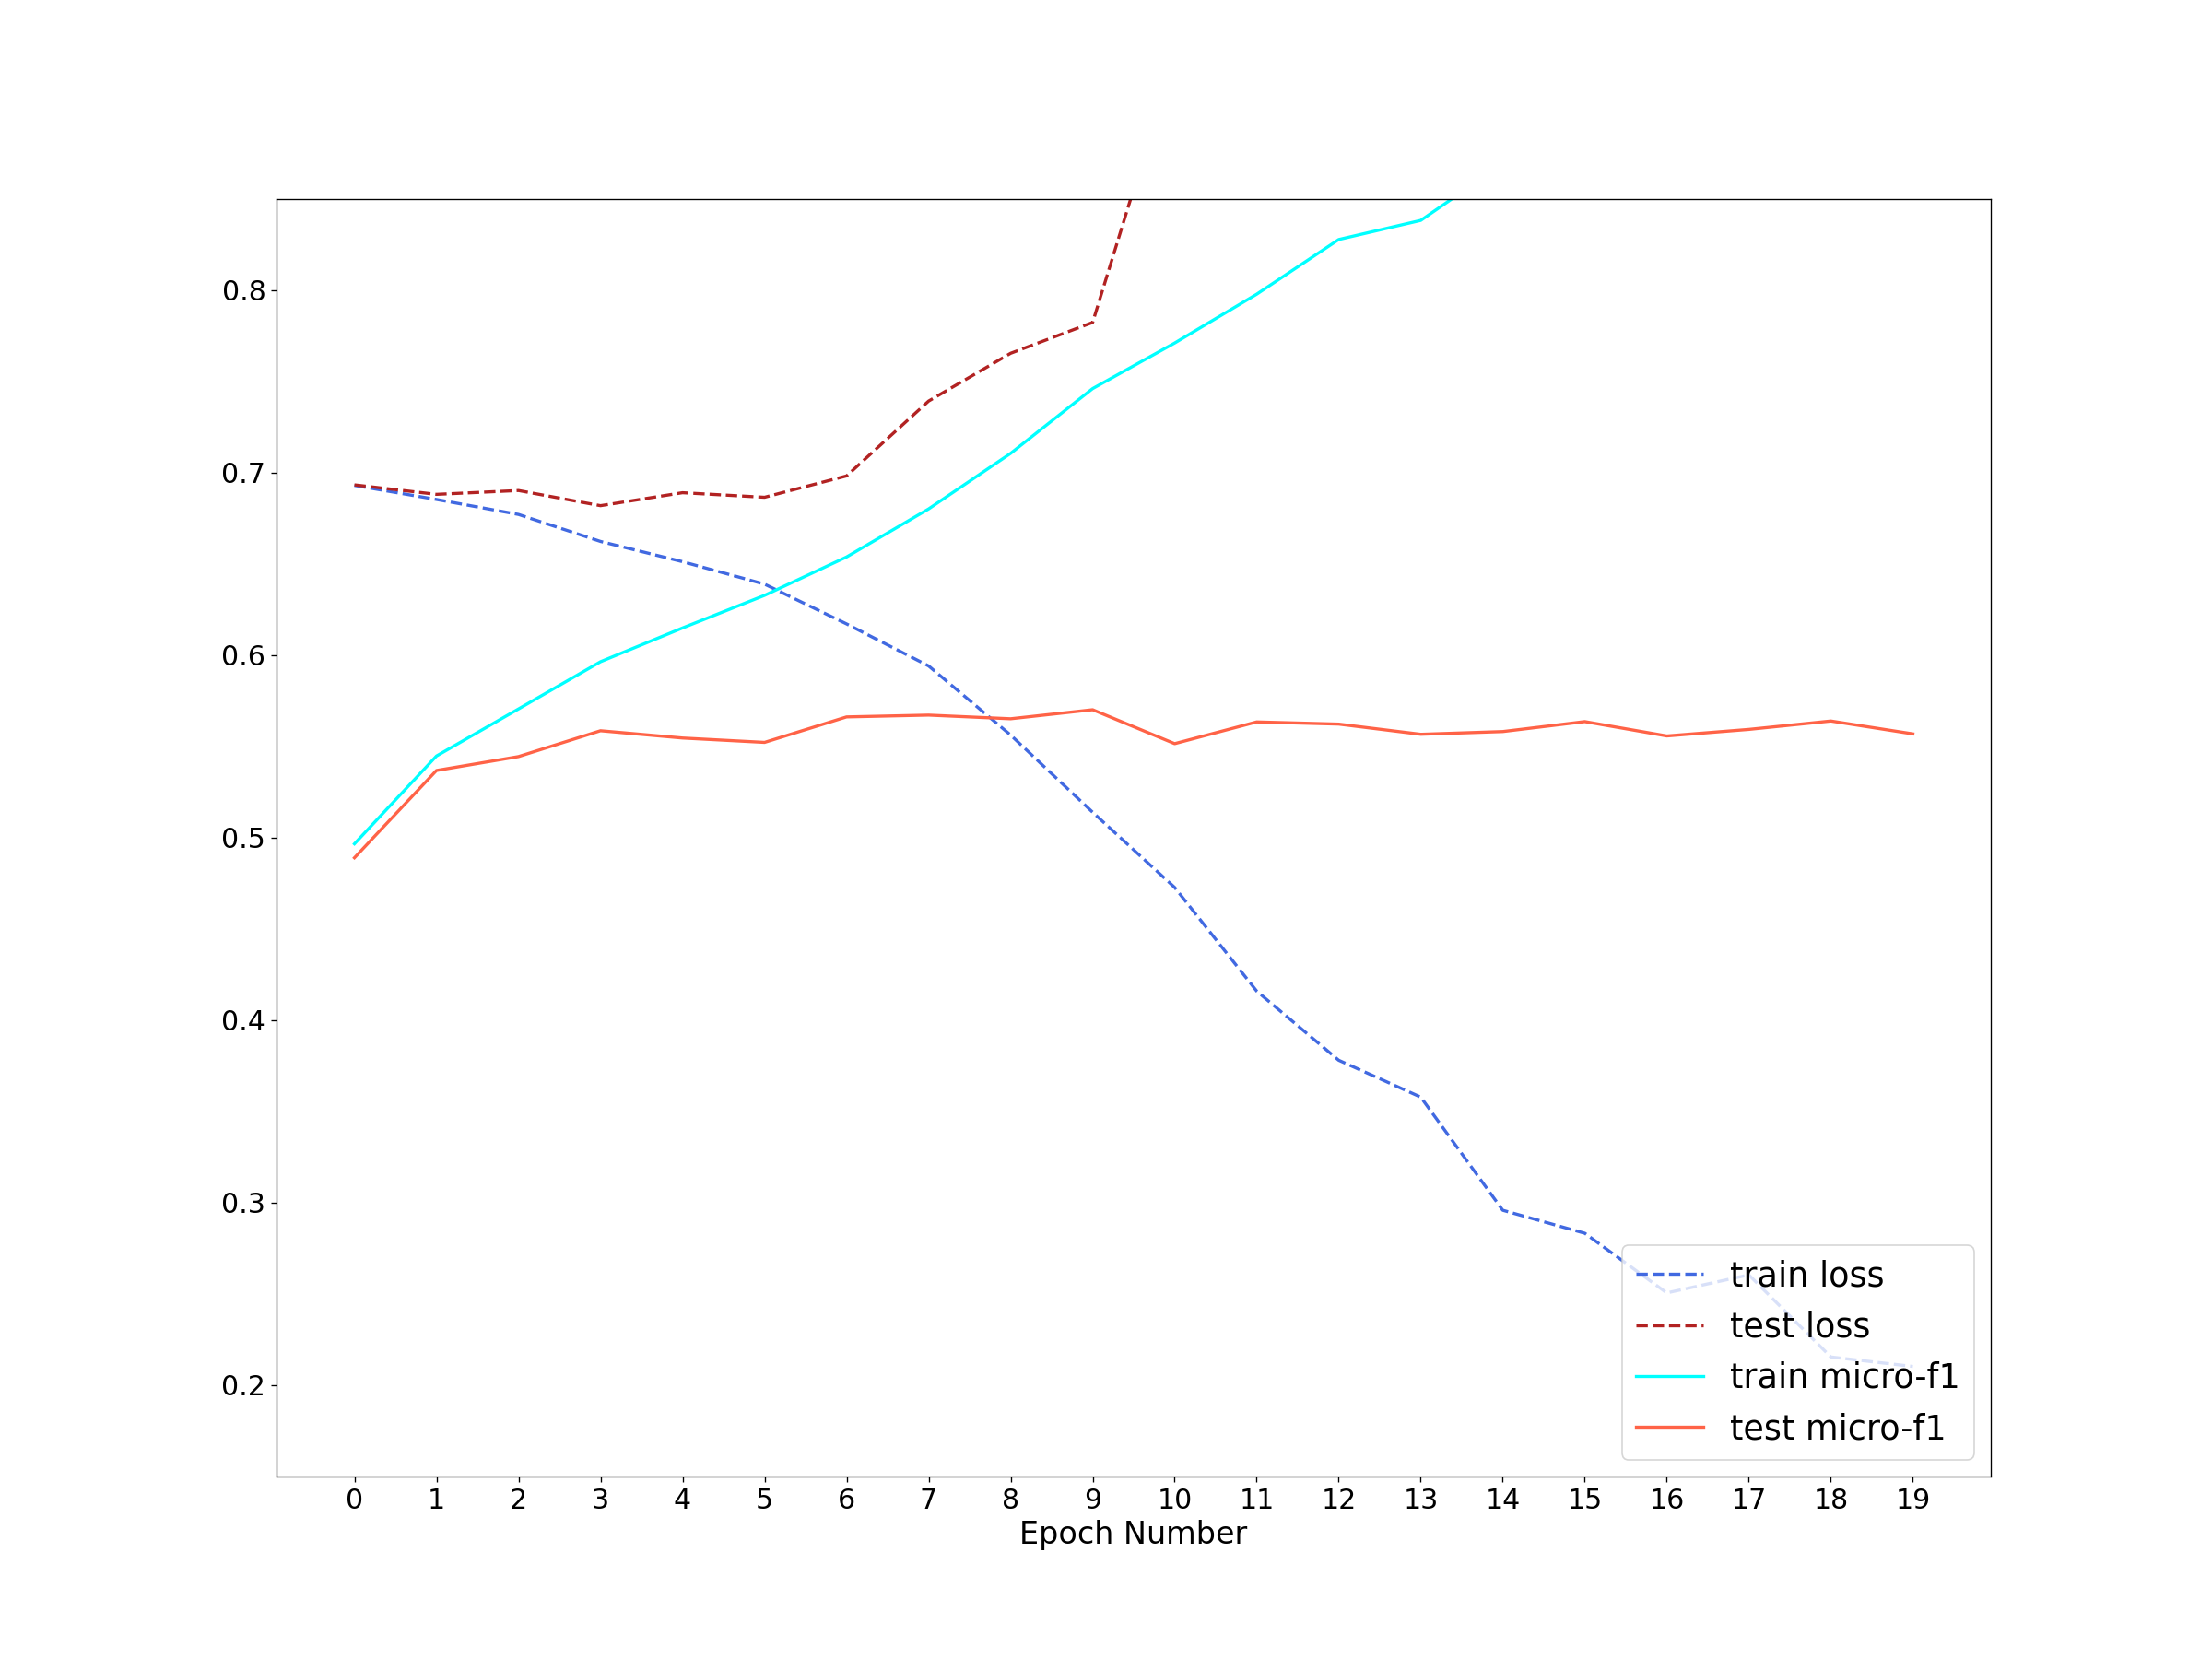 0.8
0.7
0.6
0.5
0.4
0.3
0.2
train loss
test loss
train micro-f1
test micro-f1
0 1 2 3 4 5 6 7 8 9 10 11 12 13 14 15 16 17 18 19
Epoch Number